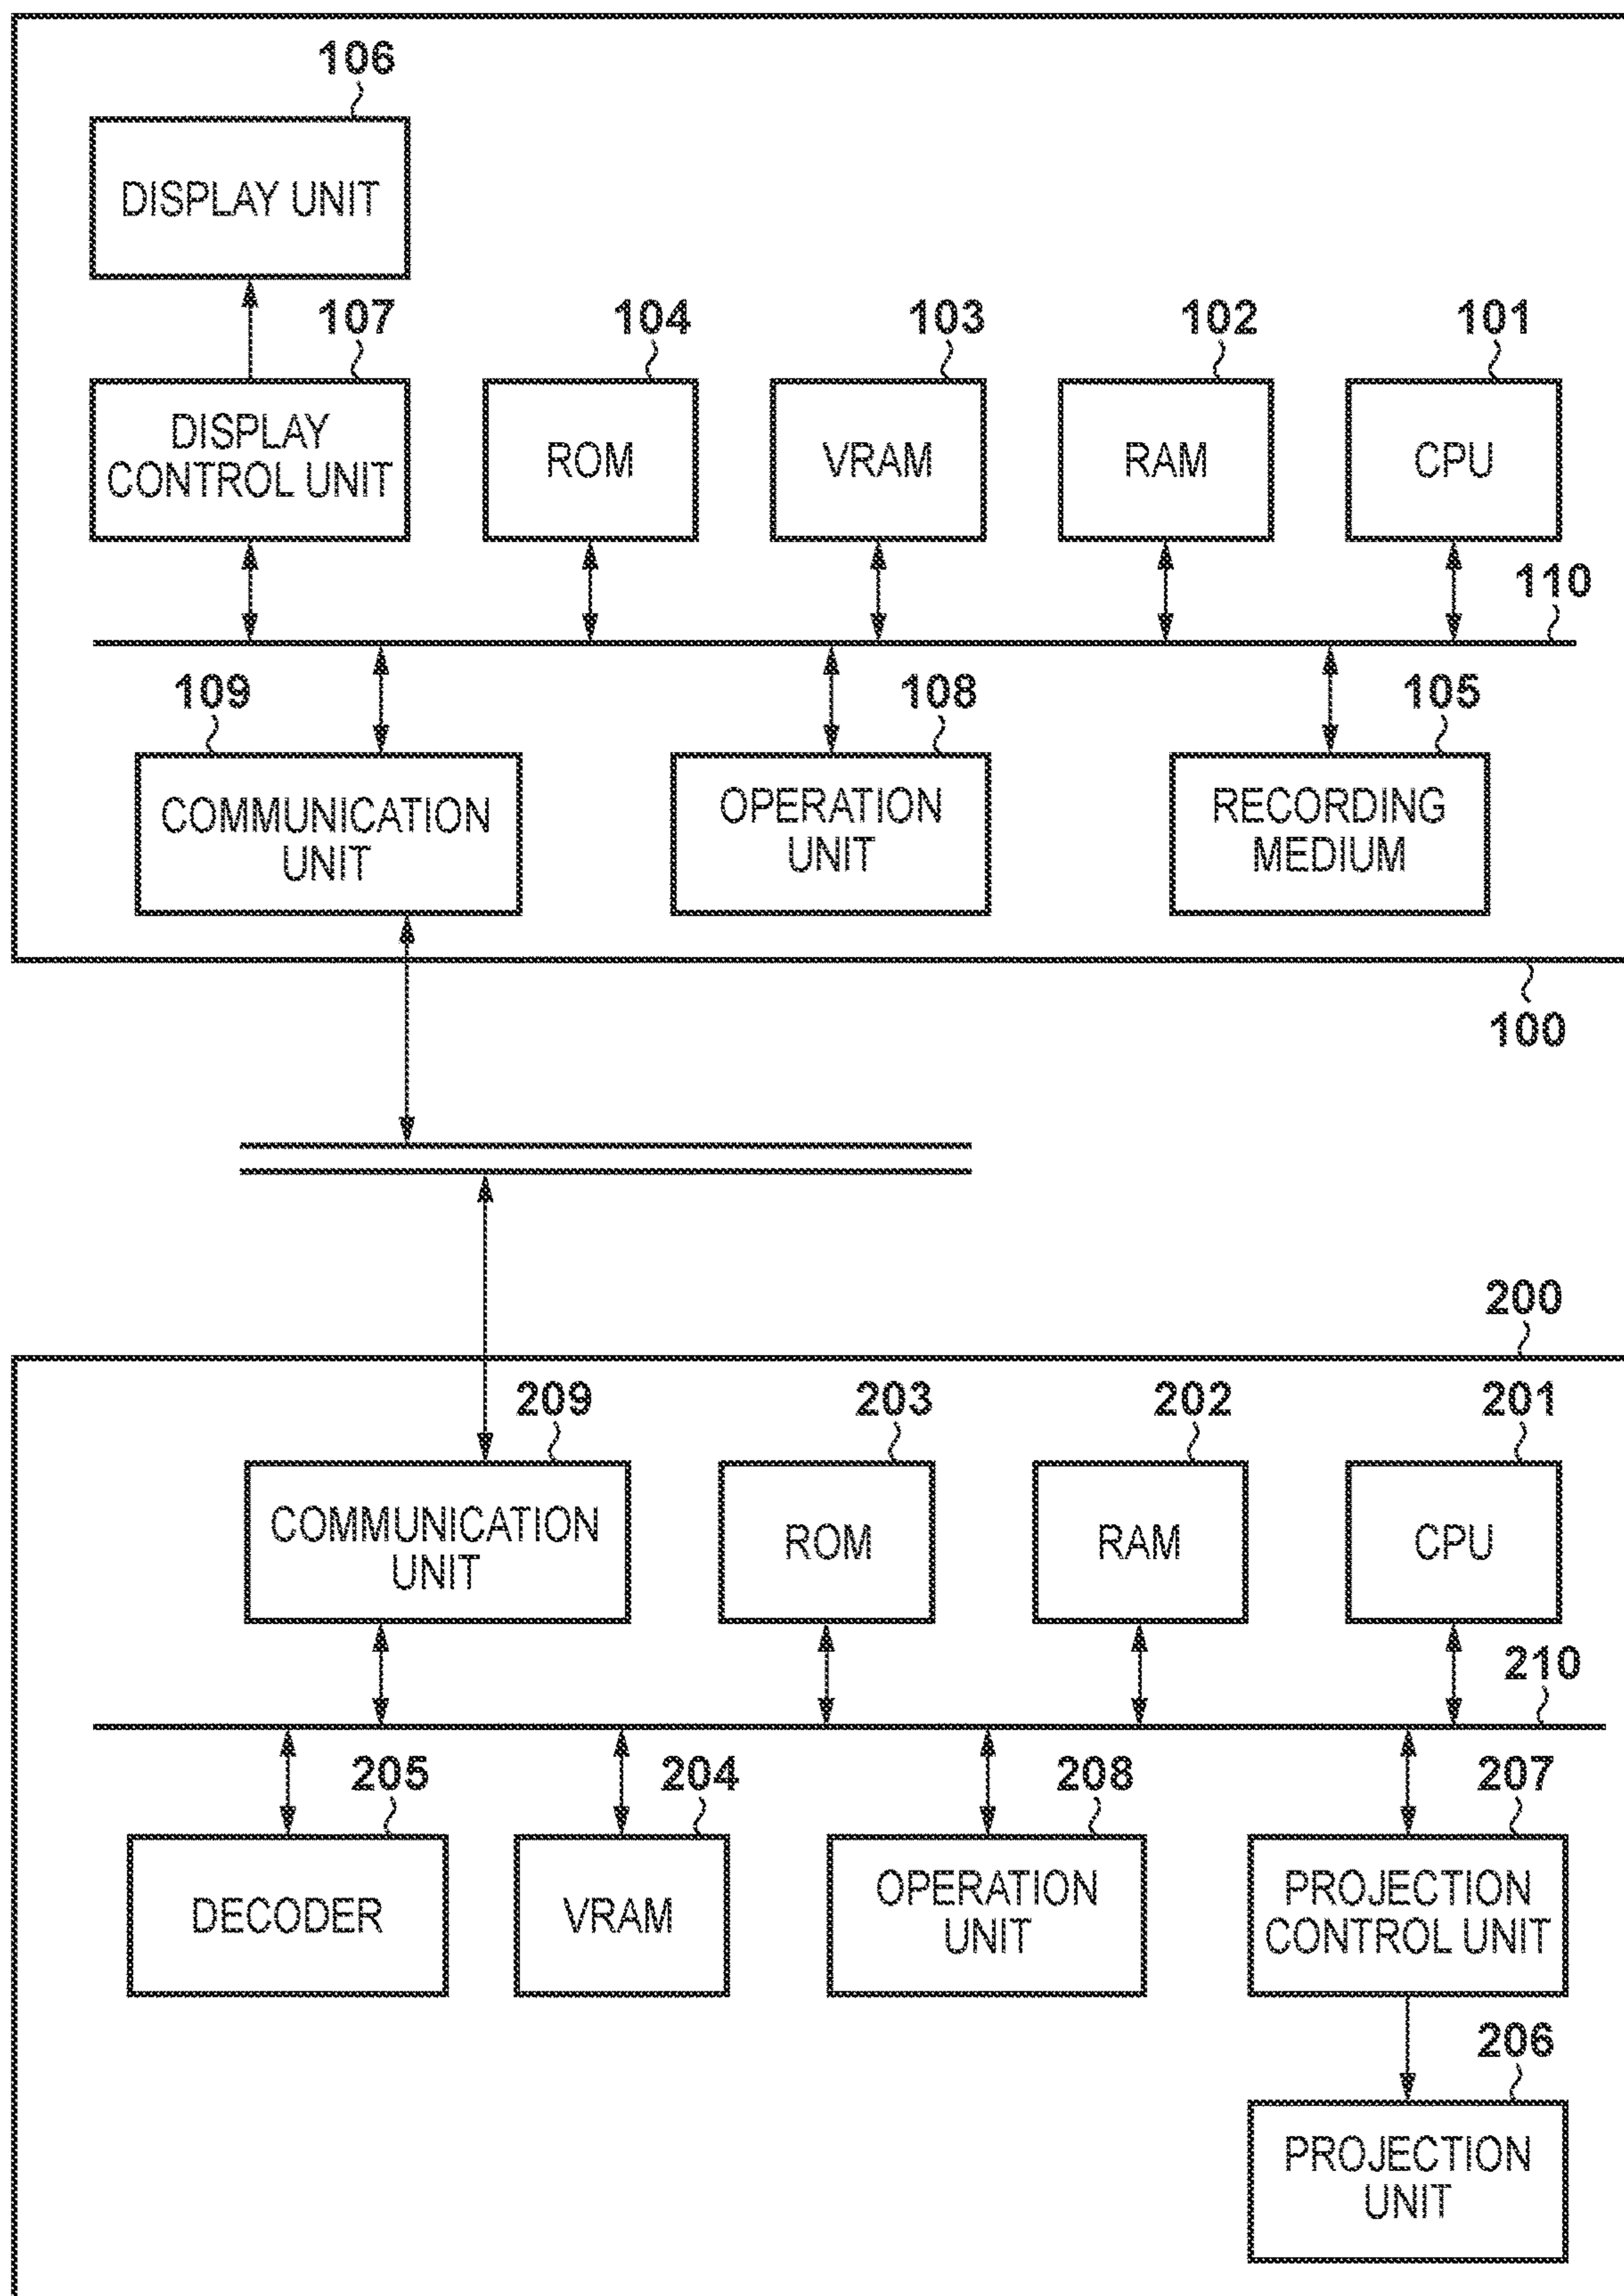 106
DISPLAY UNIT
107
104
103
102
101
DISPLAY
CONTROL UNIT
ROM
VRAM
RAM
CPU
110
109
108
105
COMMUNICATION
UNIT
OPERATION
UNIT
RECORDING
MEDIUM
100
200
209
203
202
201
COMMUNICATION
UNIT
ROM
RAM
CPU
210
205
204
208
207
DECODER
VRAM
OPERATION
UNIT
PROJECTION
CONTROL UNIT
206
PROJECTION
UNIT